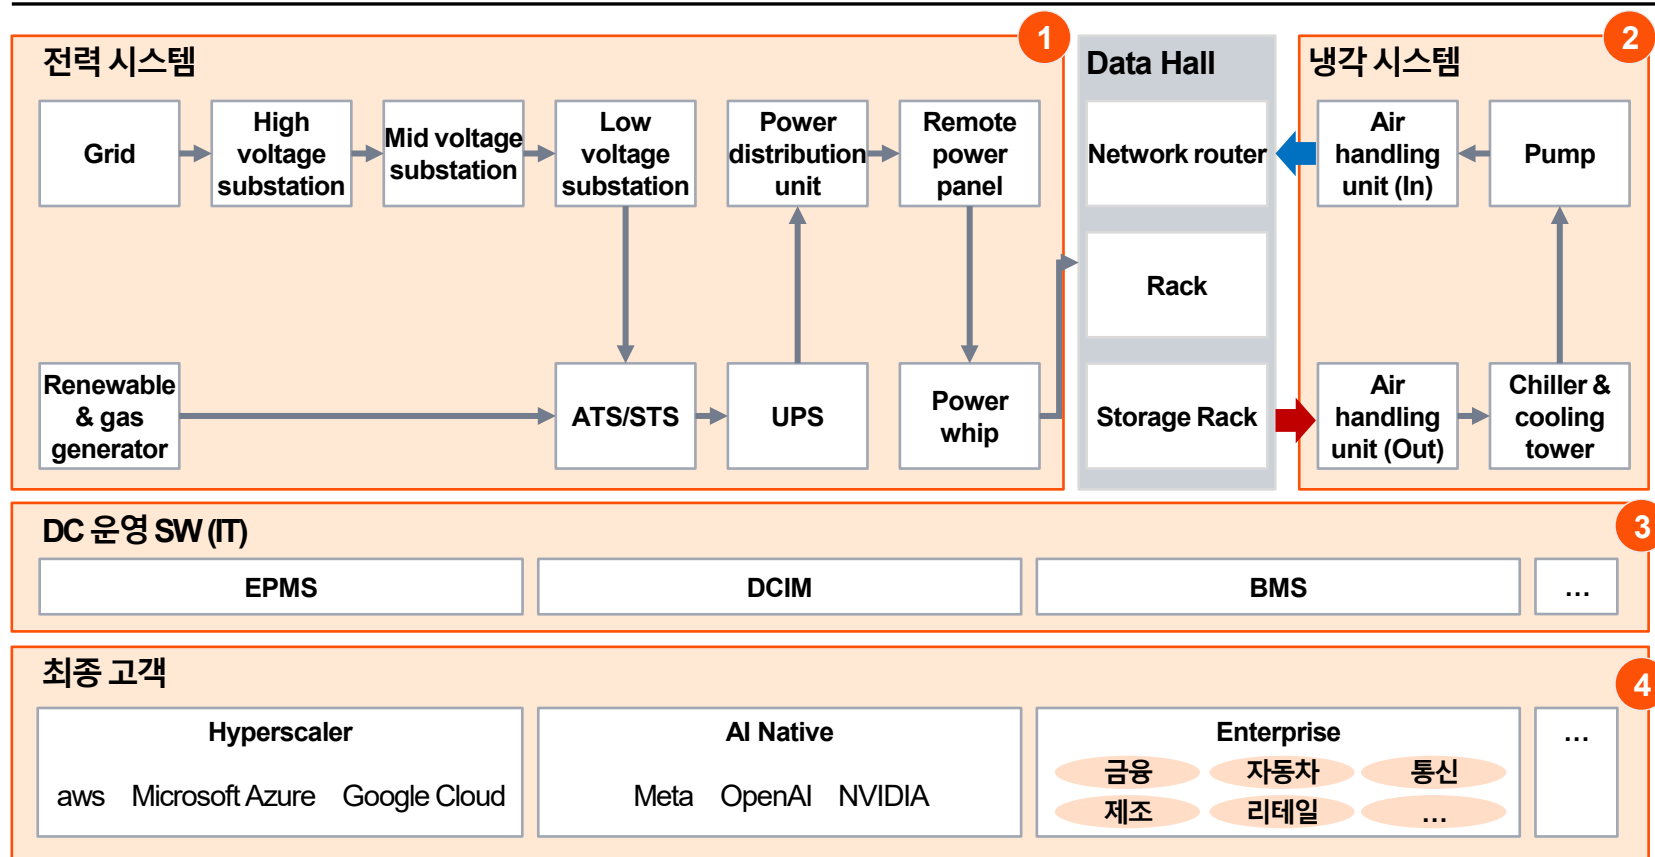 전력 시스템
1
Grid
High
voltage
substation
Mid voltage
substation
Low
voltage
substation
Power
distribution
unit
Remote
power
panel
Renewable
& gas
generator
ATS/STS
UPS
Power
whip
Data Hall
Network router
Rack
Storage Rack
냉각 시스템
2
Air
handling
unit (In)
Pump
Air
handling
unit (Out)
Chiller &
cooling
tower
DC 운영 SW (IT)
3
EPMS
DCIM
BMS
...
최종 고객
4
Hyperscaler
aws Microsoft Azure Google Cloud
AI Native
Meta OpenAI NVIDIA
Enterprise
금융 자동차 통신
제조 리테일 ...
...